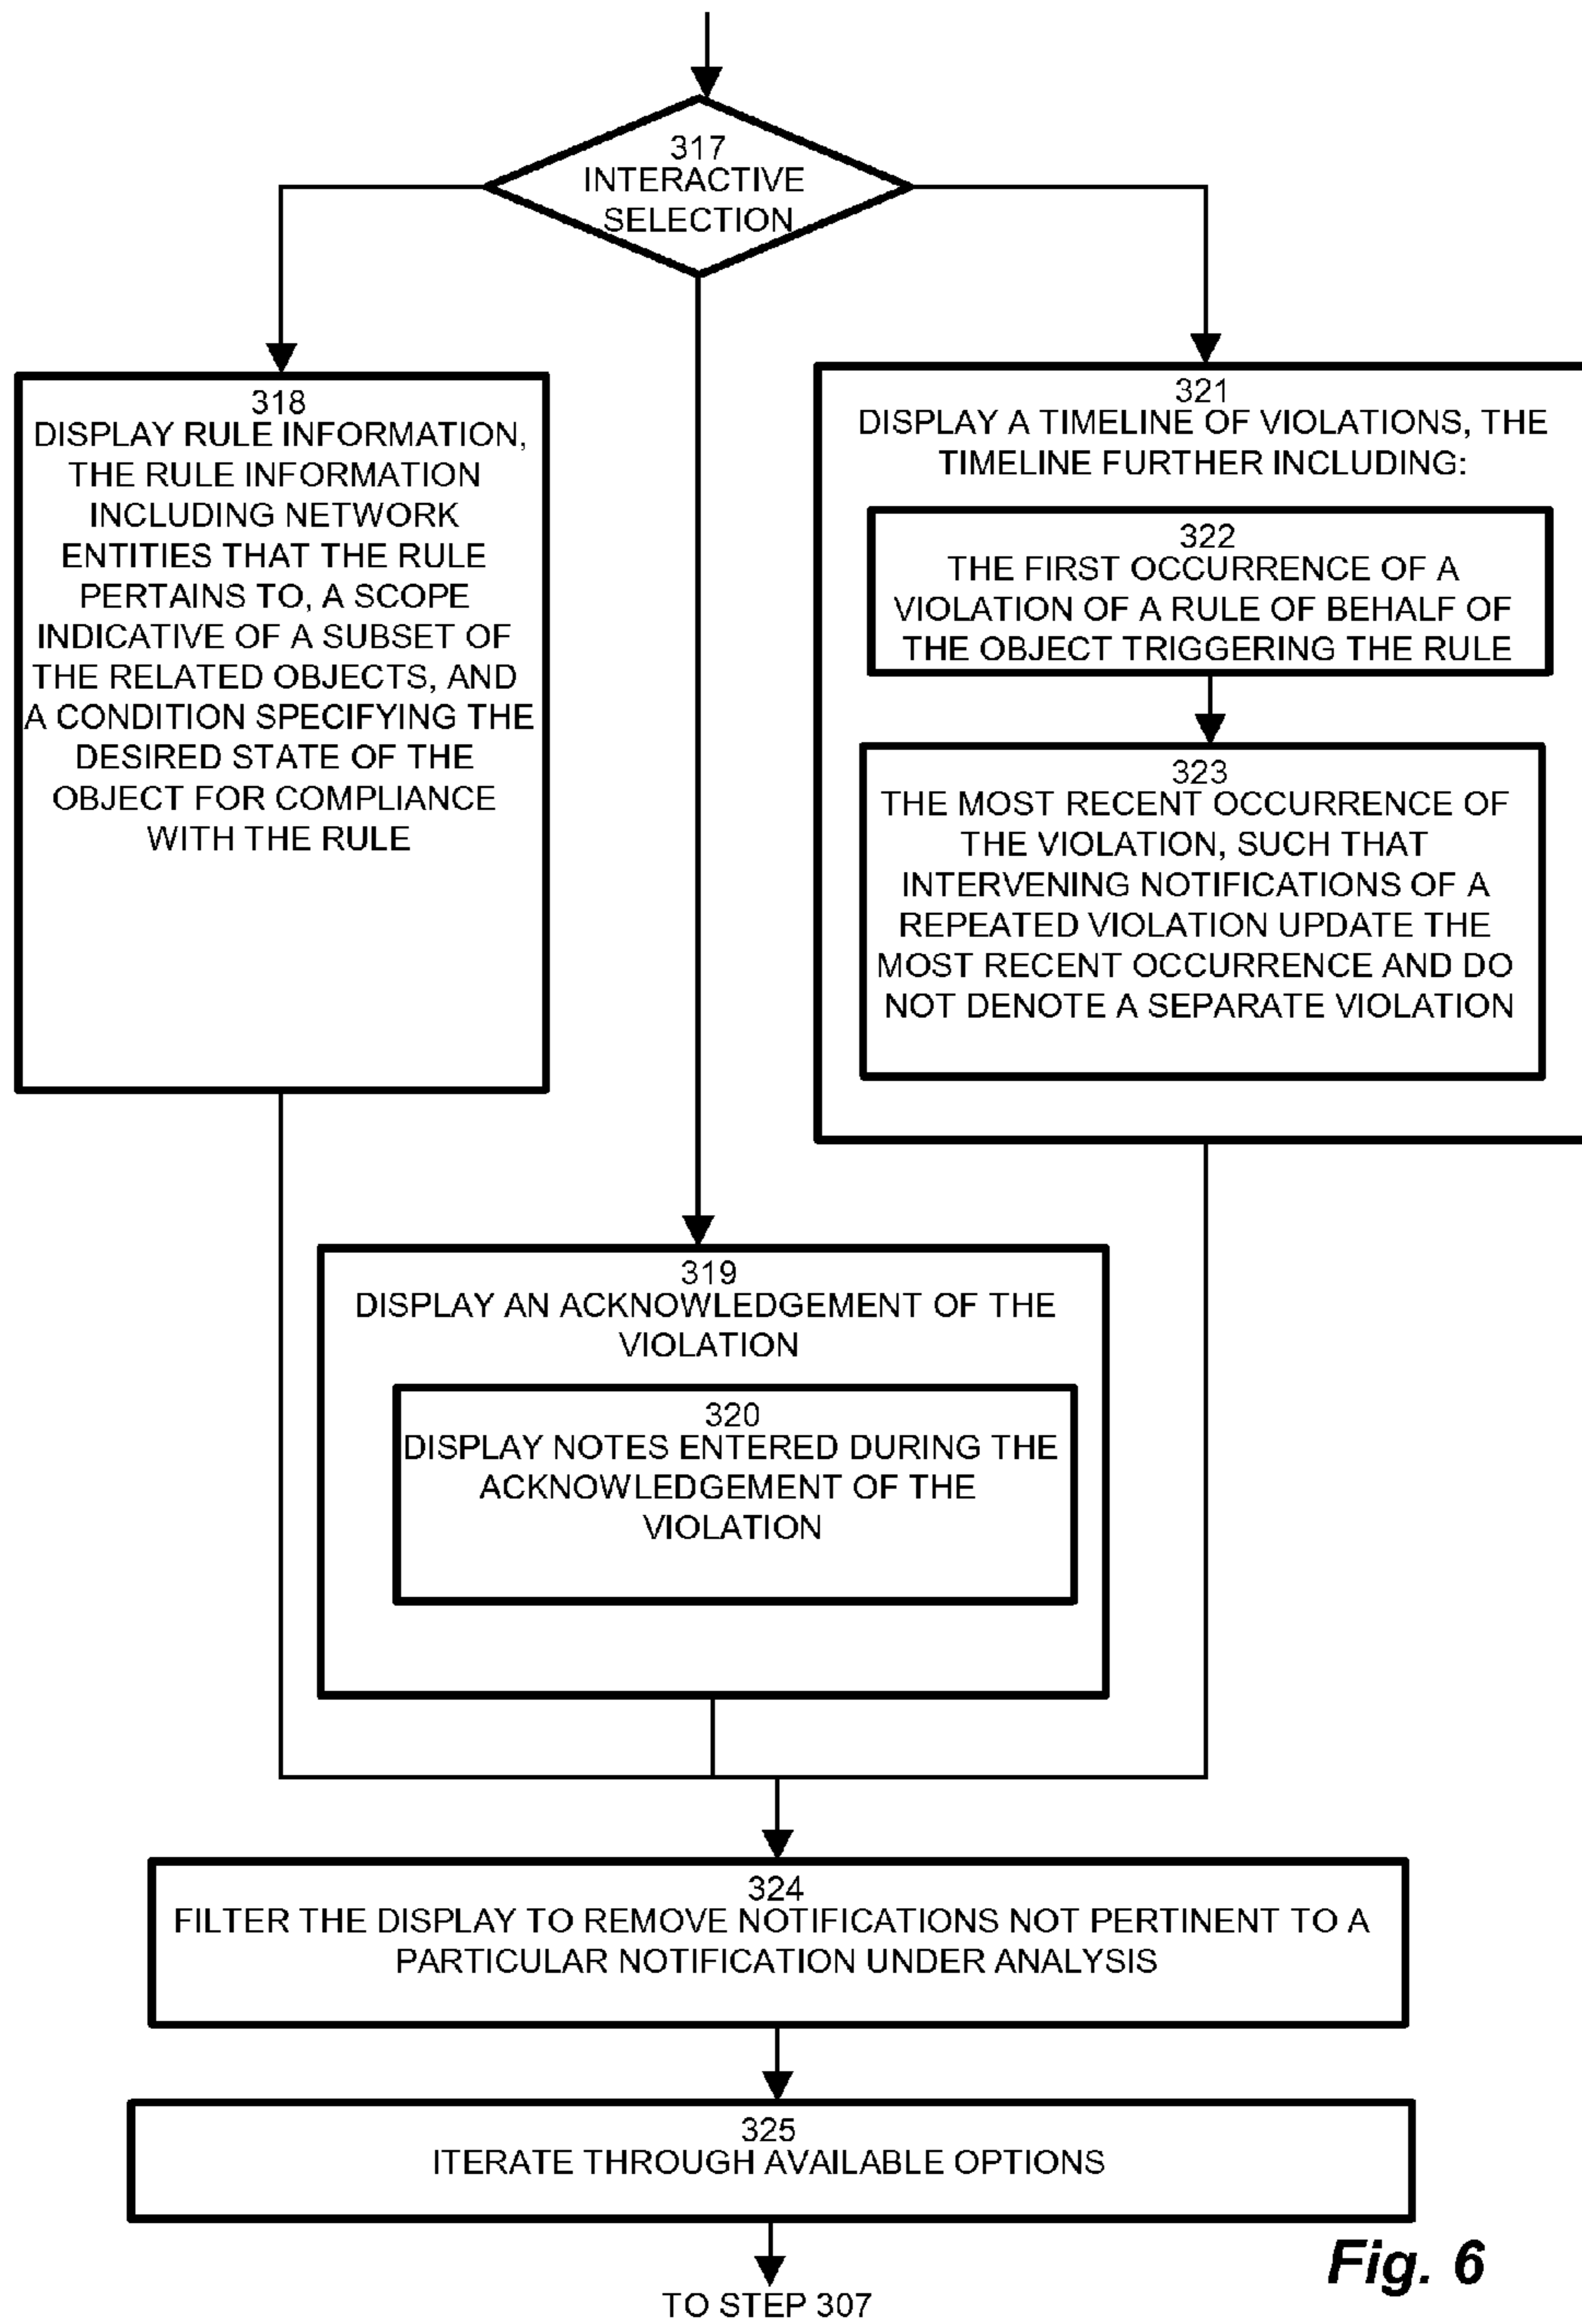 317
INTERACTIVE
SELECTION
318
DISPLAY RULE INFORMATION,
THE RULE INFORMATION
INCLUDING NETWORK
ENTITIES THAT THE RULE
PERTAINS TO, A SCOPE
INDICATIVE OF A SUBSET OF
THE RELATED OBJECTS, AND
A CONDITION SPECIFYING THE
DESIRED STATE OF THE
OBJECT FOR COMPLIANCE
WITH THE RULE
321
DISPLAY A TIMELINE OF VIOLATIONS, THE
TIMELINE FURTHER INCLUDING:
322
THE FIRST OCCURRENCE OF A
VIOLATION OF A RULE OF BEHALF OF
THE OBJECT TRIGGERING THE RULE
323
THE MOST RECENT OCCURRENCE OF
THE VIOLATION, SUCH THAT
INTERVENING NOTIFICATIONS OF A
REPEATED VIOLATION UPDATE THE
MOST RECENT OCCURRENCE AND DO
NOT DENOTE A SEPARATE VIOLATION
319
DISPLAY AN ACKNOWLEDGEMENT OF THE
VIOLATION
320
DISPLAY NOTES ENTERED DURING THE
ACKNOWLEDGEMENT OF THE
VIOLATION
324
FILTER THE DISPLAY TO REMOVE NOTIFICATIONS NOT PERTINENT TO A
PARTICULAR NOTIFICATION UNDER ANALYSIS
325
ITERATE THROUGH AVAILABLE OPTIONS
TO STEP 307
Fig. 6